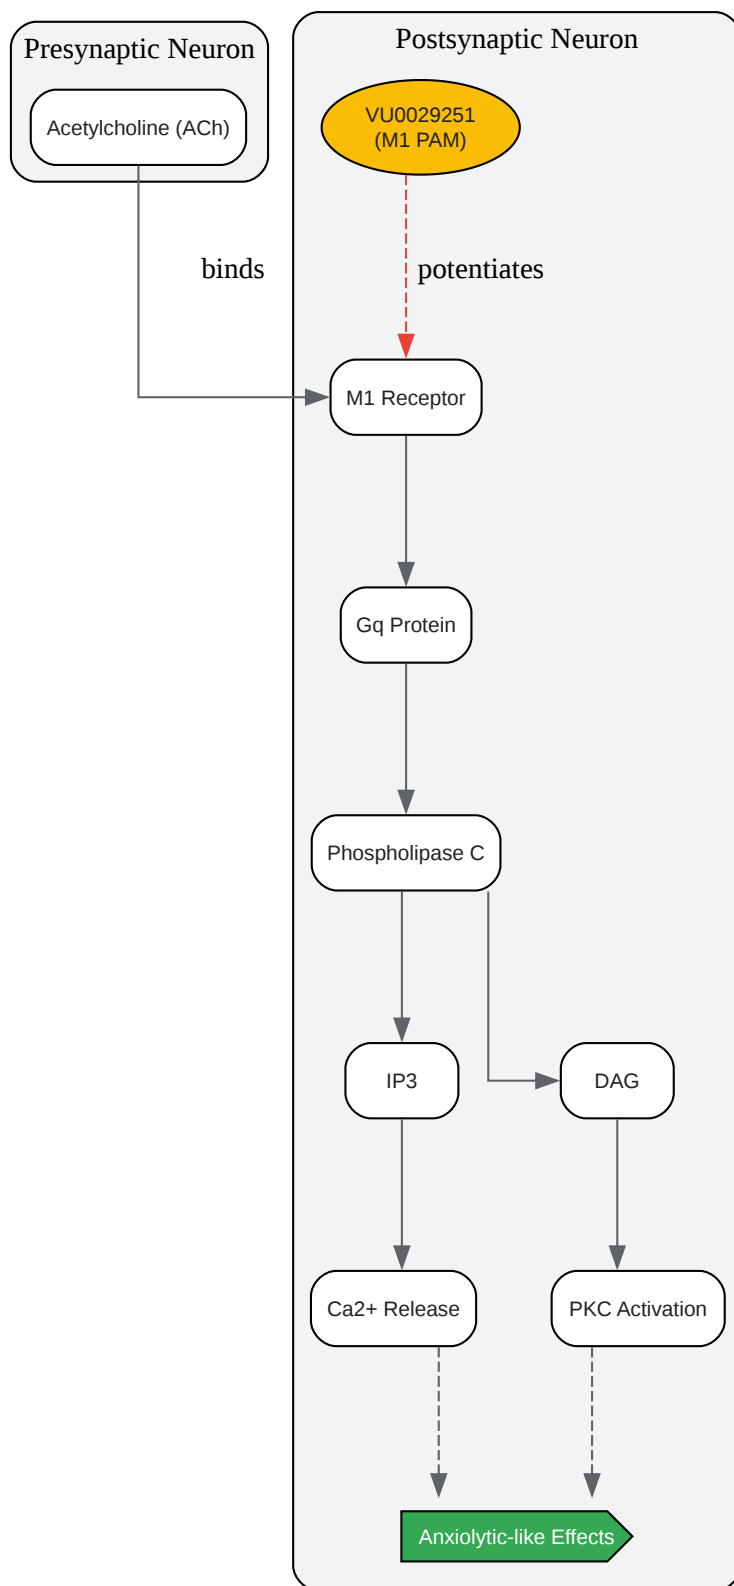 Presynaptic Neuron
Postsynaptic Neuron
Acetylcholine (ACh)
VU0029251
(M1 PAM)
binds
potentiates
M1 Receptor
Gq Protein
Phospholipase C
IP3
DAG
Ca2+ Release
PKC Activation
Anxiolytic-like Effects